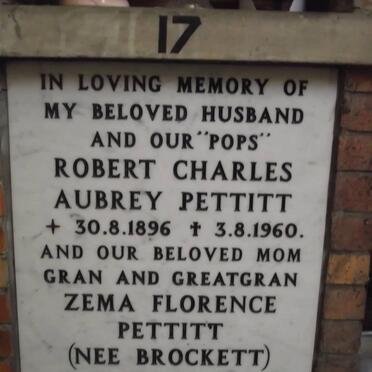 17
IN LOVING MEMORY OF
MY BELOVED HUSBAND
AND OUR "POPS"
ROBERT CHARLES
AUBREY PETTITT
+ 30.8.1896 ✝ 3.8.1960.
AND OUR BELOVED MOM
GRAN AND GREATGRAN
ZEMA FLORENCE
PETTITT
(NEE BROCKETT)